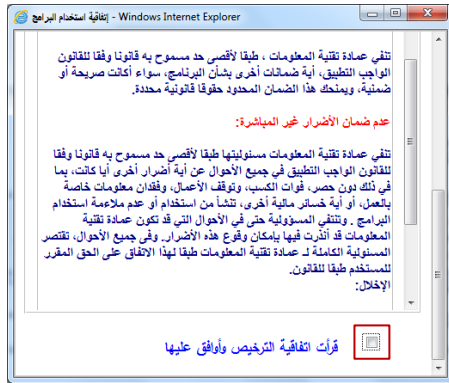 إتفاقية استخدام البرامج - Windows Internet Explorer
تنفي عمادة تقنية المعلومات ، طبقا لأقصى حد مسموح به قانونا وفقا للقانون
الواجب التطبيق، أية ضمانات أخرى بشأن البرنامج، سواء أكانت صريحة أو
ضمنية، ويمنحك هذا الضمان المحدود حقوقا قانونية محددة.
عدم ضمان الأضرار غير المباشرة:
تنفي عمادة تقنية المعلومات مسئوليتها طبقا لأقصى حد مسموح به قانونا وفقا
للقانون الواجب التطبيق في جميع الأحوال عن أية أضرار أخرى أيا كانت، بما
في ذلك دون حصر، فوات الكسب، وتوقف الأعمال، وفقدان معلومات خاصة
بالعمل، أو أية خسائر مالية أخرى، تنشأ من استخدام أو عدم ملاءمة استخدام
البرامج . وتنتفي المسؤولية حتى في الأحوال التي قد تكون عمادة تقنية
المعلومات قد أنذرت فيها بإمكان وقوع هذه الأضرار. وفى جميع الأحوال، تقتصر
المسئولية الكاملة لـ عمادة تقنية المعلومات طبقا لهذا الاتفاق على الحق المقرر
للمستخدم طبقا للقانون.
الإخلال:
قرأت اتفاقية الترخيص وأوافق عليها